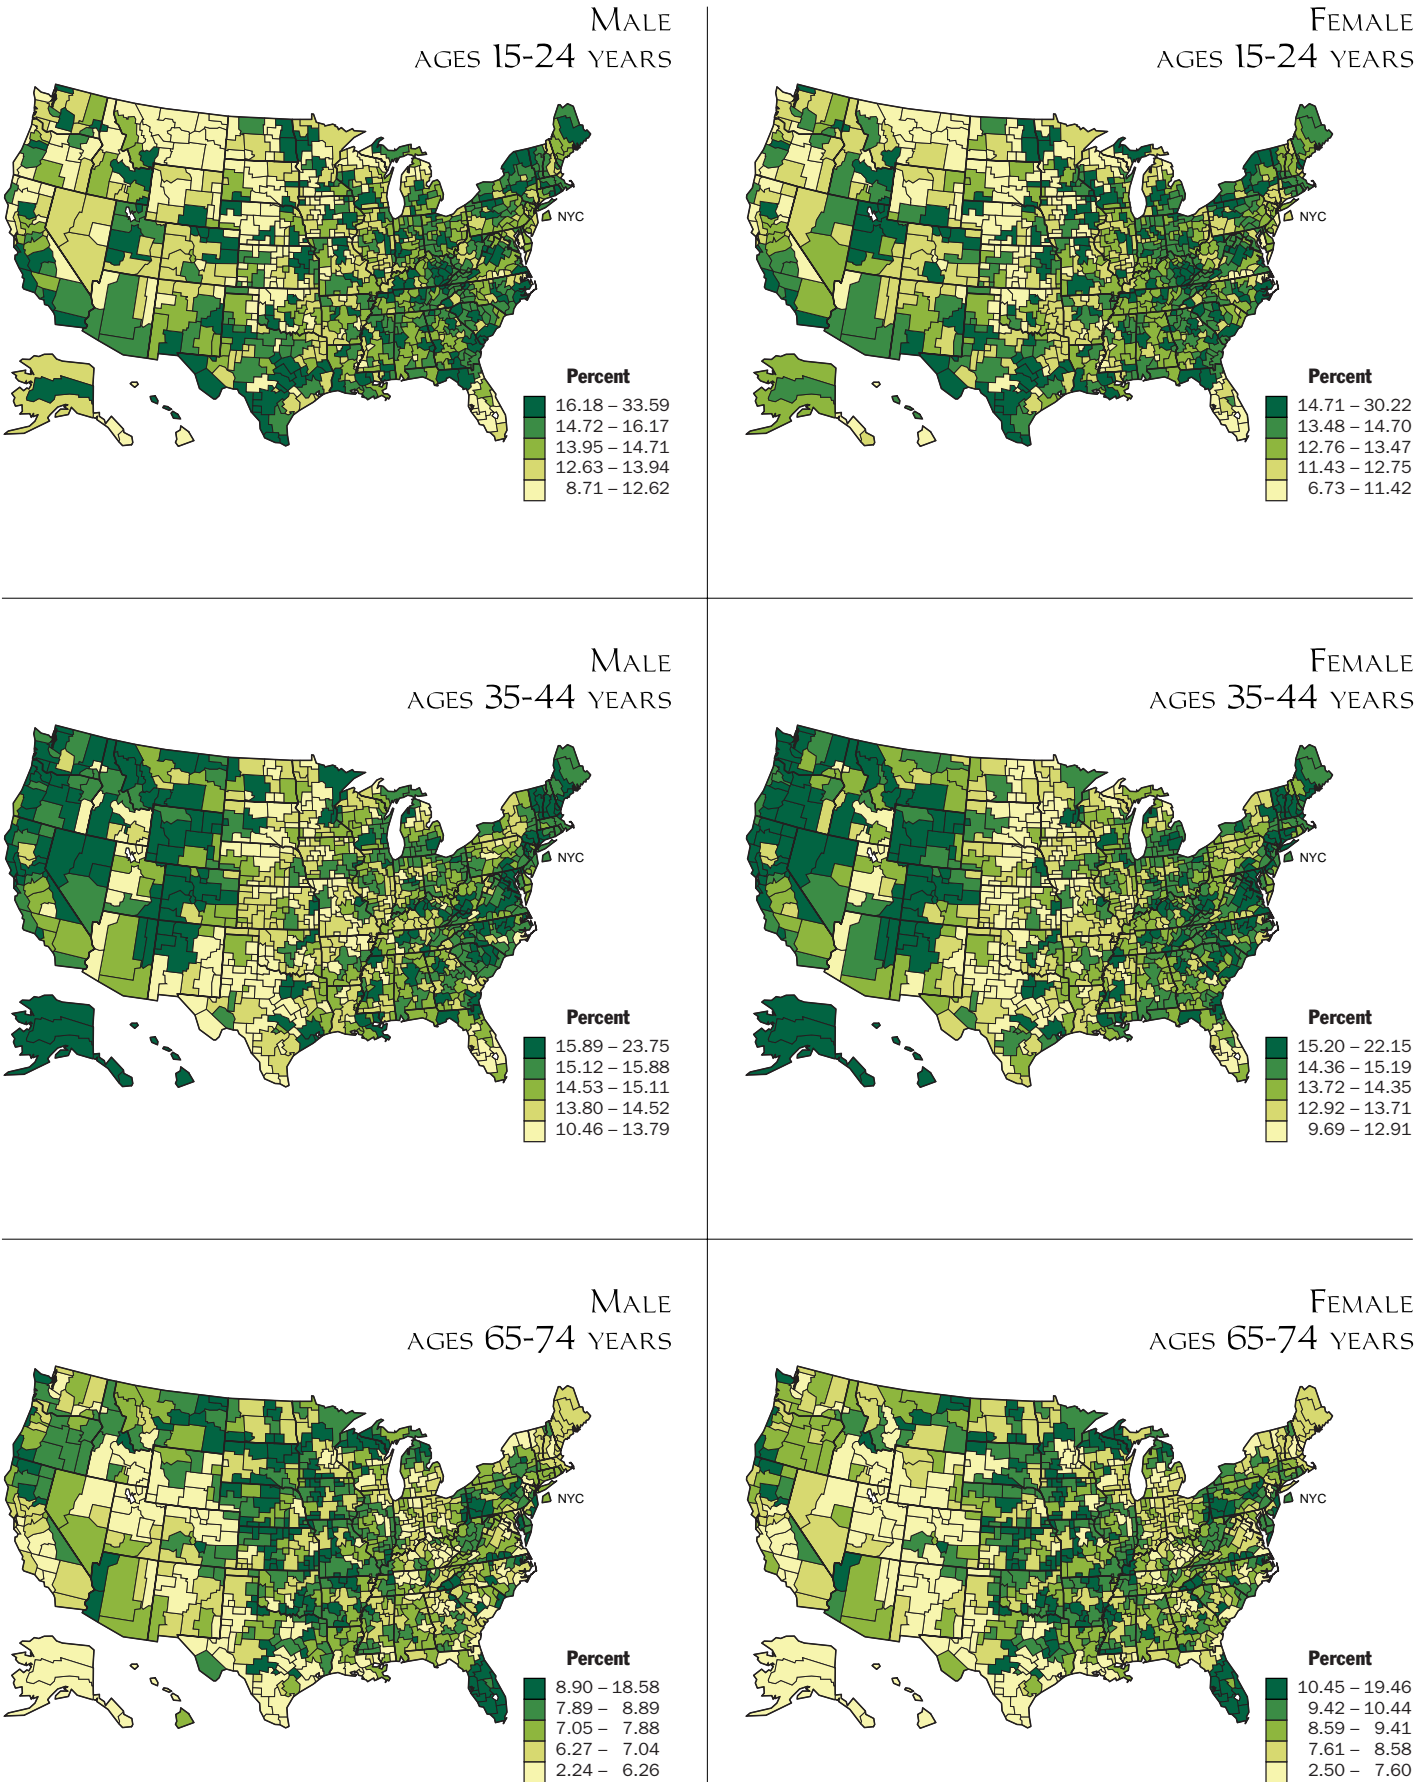 MALE
AGES 15-24 YEARS
NYC
Percent
16.18 – 33.59
14.72 – 16.17
13.95 – 14.71
12.63 – 13.94
8.71 – 12.62
FEMALE
AGES 15-24 YEARS
NYC
Percent
14.71 – 30.22
13.48 – 14.70
12.76 – 13.47
11.43 – 12.75
6.73 – 11.42
MALE
AGES 35-44 YEARS
NYC
Percent
15.89 – 23.75
15.12 – 15.88
14.53 – 15.11
13.80 – 14.52
10.46 – 13.79
FEMALE
AGES 35-44 YEARS
NYC
Percent
15.20 – 22.15
14.36 – 15.19
13.72 – 14.35
12.92 – 13.71
9.69 – 12.91
MALE
AGES 65-74 YEARS
NYC
Percent
8.90 – 18.58
7.89 – 8.89
7.05 – 7.88
6.27 – 7.04
2.24 – 6.26
FEMALE
AGES 65-74 YEARS
NYC
Percent
10.45 – 19.46
9.42 – 10.44
8.59 – 9.41
7.61 – 8.58
2.50 – 7.60